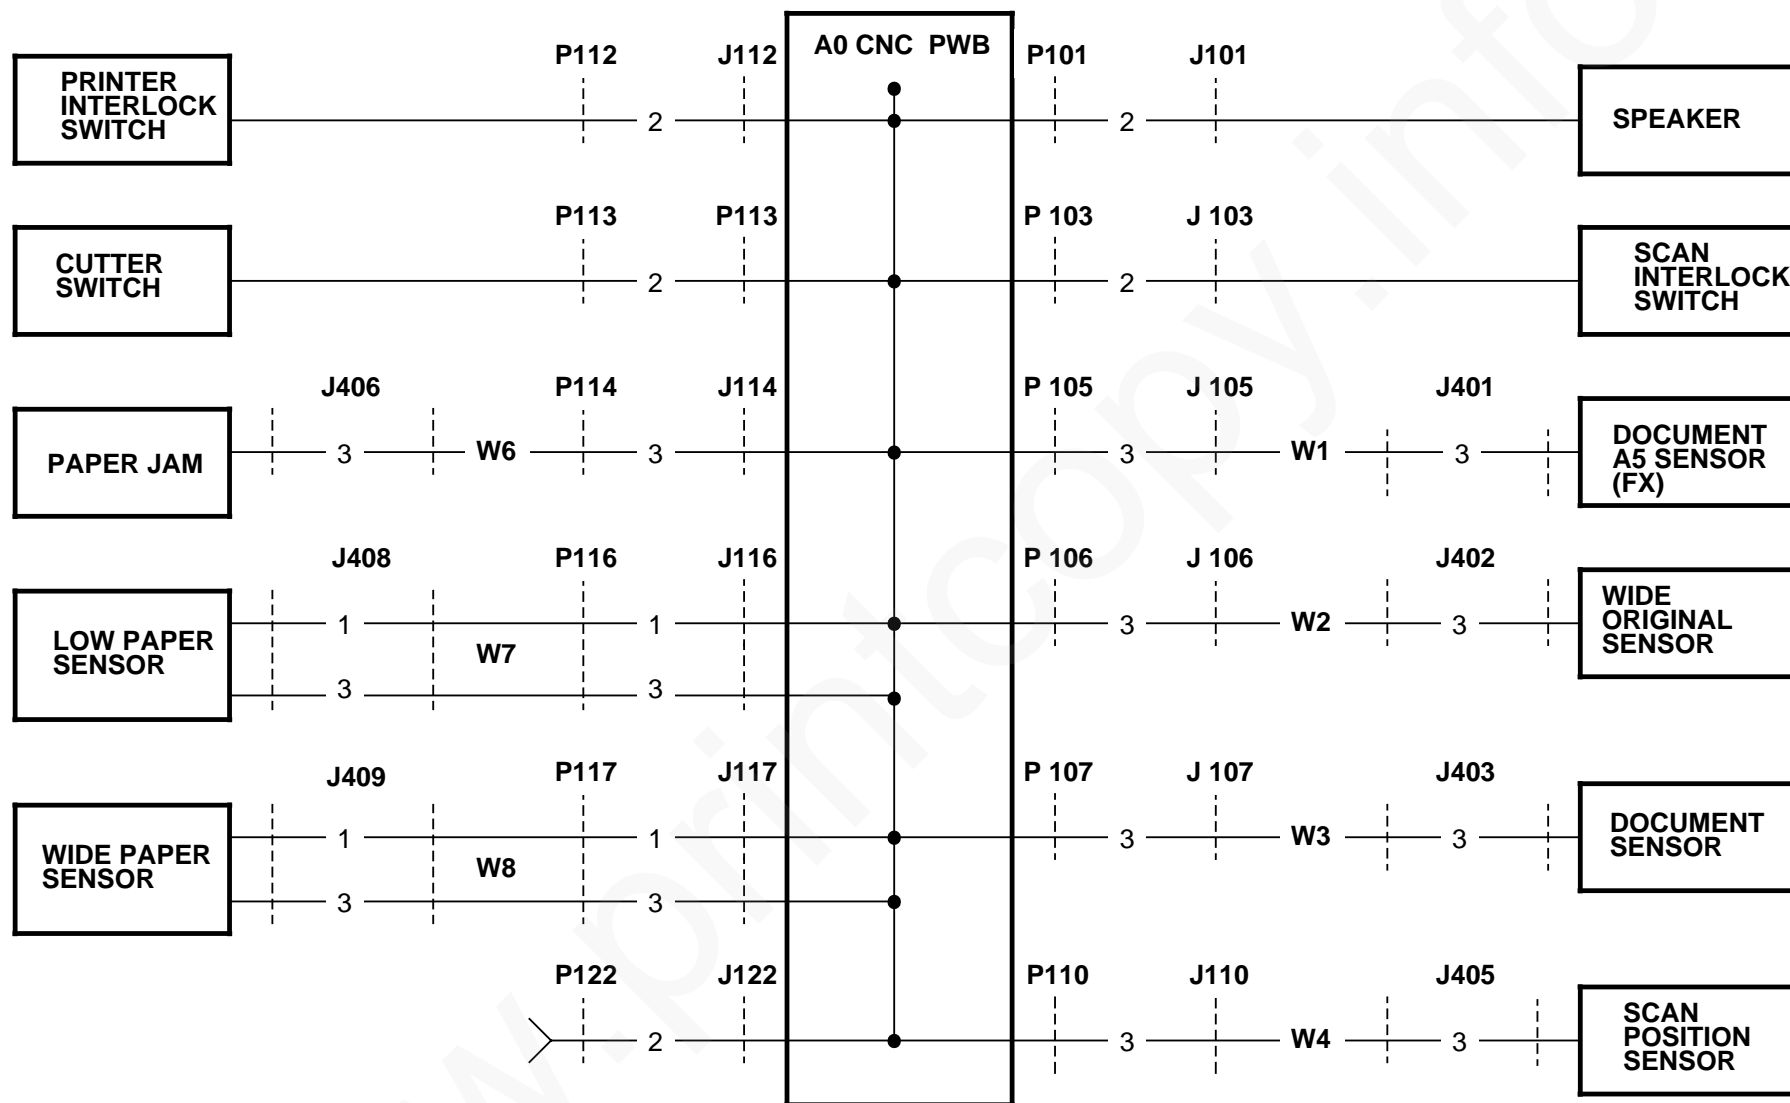 A0 CNC PWB
P112 J112 P101 J101
PRINTER
INTERLOCK
SWITCH
2 2
SPEAKER
P113 P113 P 103 J 103
CUTTER
SWITCH
2 2
SCAN
INTERLOCK
SWITCH
J406 P114 J114 P 105 J 105 J401
PAPER JAM
3 W6 3 3 W1 3
DOCUMENT
A5 SENSOR
(FX)
J408 P116 J116 P 106 J 106 J402
LOW PAPER
SENSOR
1 1 3 W2 3
W7
3 3
WIDE
ORIGINAL
SENSOR
J409 P117 J117 P 107 J 107 J403
WIDE PAPER
SENSOR
1 1 3 W3 3
W8
3 3
DOCUMENT
SENSOR
P122 J122 P110 J110 J405
2 3 W4 3
SCAN
POSITION
SENSOR
w.printcopy.info